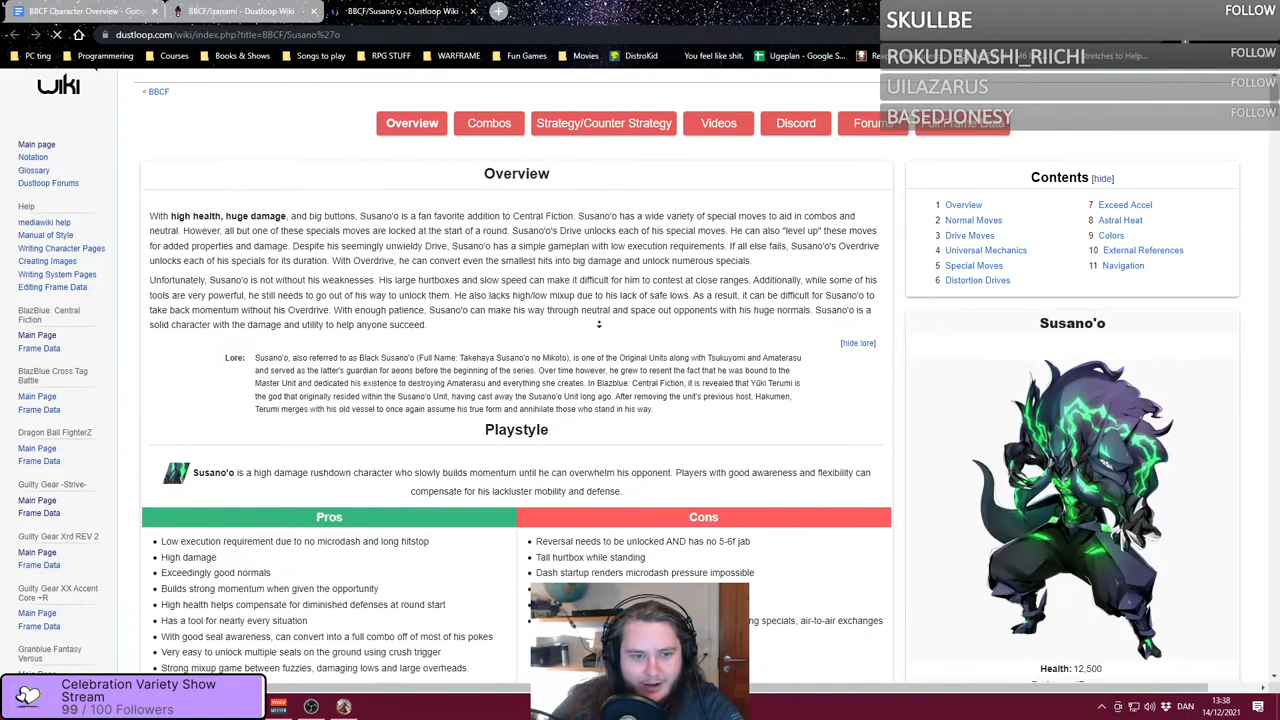 BBCF Character Overview - Goo
BBCF/Izanami - Dustloop Wiki
BBCF/Susano'o - Dustloop Wiki
dustloop.com/wiki/index.php?title=BBCF/Susano%27o
PC ting
Programmering
Courses
Books & Shows
Songs to play
RPG STUFF
WARFRAME
Fun Games
Movies
DistroKid
You feel like shit.
Ugeplan - Google S...
SKULLBE
FOLLOW
ROKUDENASHI_RIICHI
FOLLOW
UILAZARUS
FOLLOW
BASEDJONESY
FOLLOW
wiki
< BBCF
Overview
Combos
Strategy/Counter Strategy
Videos
Discord
Forums
Full Frame Data
Main page
Notation
Glossary
Dustloop Forums
Help
mediawiki help
Manual of Style
Writing Character Pages
Creating Images
Writing System Pages
Editing Frame Data
BlazBlue: Central
Fiction
Main Page
Frame Data
BlazBlue Cross Tag
Battle
Main Page
Frame Data
Dragon Ball FighterZ
Main Page
Frame Data
Guilty Gear -Strive-
Main Page
Frame Data
Guilty Gear Xrd REV 2
Main Page
Frame Data
Guilty Gear XX Accent
Core +R
Main Page
Frame Data
Granblue Fantasy
Versus
Overview
With high health, huge damage, and big buttons, Susano'o is a fan favorite addition to Central Fiction. Susano'o has a wide variety of special moves to aid in combos and
neutral. However, all but one of these specials moves are locked at the start of a round. Susano'o's Drive unlocks each of his special moves. He can also "level up" these
moves for added properties and damage. Despite his seemingly unwieldy Drive, Susano'o has a simple gameplan with low execution requirements. If all else fails, Susano'o's Overdrive
unlocks each of his specials for its duration. With Overdrive, he can convert even the smallest hits into big damage and unlock numerous specials.
Unfortunately, Susano'o is not without his weaknesses. His large hurtboxes and slow speed can make it difficult for him to contest at close ranges. Additionally, while some of his
tools are very powerful, he still needs to go out of his way to unlock them. He also lacks high/low mixup due to his lack of safe lows. As a result, it can be difficult for Susano'o to
take back momentum without his Overdrive. With enough patience, Susano'o can make his way through neutral and space out opponents with his huge normals. Susano'o is a
solid character with the damage and utility to help anyone succeed.
[hide lore]
Lore: Susano'o, also referred to as Black Susano'o (Full Name: Takehaya Susano'o no Mikoto), is one of the Original Units along with Tsukuyomi and Amaterasu
and served as the latter's guardian for aeons before the beginning of the series. Over time however, he grew to resent the fact that he was bound to the
Master Unit and dedicated his existence to destroying Amaterasu and everything she creates. In Blazblue: Central Fiction, it is revealed that Yūki Terumi is
the god that originally resided within the Susano'o Unit, having cast away the Susano'o Unit long ago. After removing the unit's previous host, Hakumen,
Terumi merges with his old vessel to once again assume his true form and annihilate those who stand in his way.
Playstyle
Susano'o is a high damage rushdown character who slowly builds momentum until he can overwhelm his opponent. Players with good awareness and flexibility can
compensate for his lackluster mobility and defense.
Pros
Low execution requirement due to no microdash and long hitstop
High damage
Exceedingly good normals
Builds strong momentum when given the opportunity
High health helps compensate for diminished defenses at round start
Has a tool for nearly every situation
With good seal awareness, can convert into a full combo off of most of his pokes
Very easy to unlock multiple seals on the ground using crush trigger
Strong mixup game between fuzzies, damaging lows and large overheads.
Cons
Reversal needs to be unlocked AND has no 5-6f jab
Tall hurtbox while standing
Dash startup renders microdash pressure impossible
ng specials, air-to-air exchanges
Contents [hide]
1 Overview
2 Normal Moves
3 Drive Moves
4 Universal Mechanics
5 Special Moves
6 Distortion Drives
7 Exceed Accel
8 Astral Heat
9 Colors
10 External References
11 Navigation
Susano'o
Health: 12,500
Celebration Variety Show
Stream
99 / 100 Followers
DAN
13:38
14/12/2021